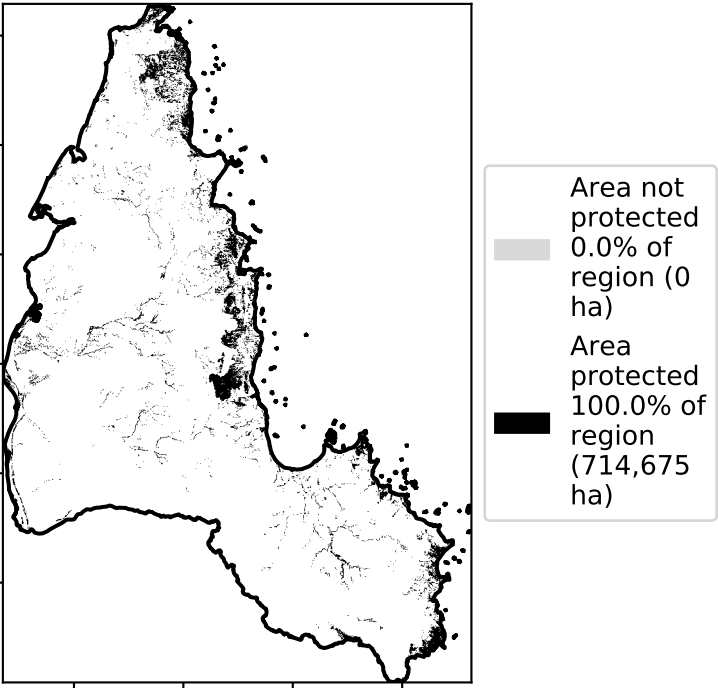 Area not
protected
0.0% of
region (0
ha)
Area
protected
100.0% of
region
(714,675
ha)